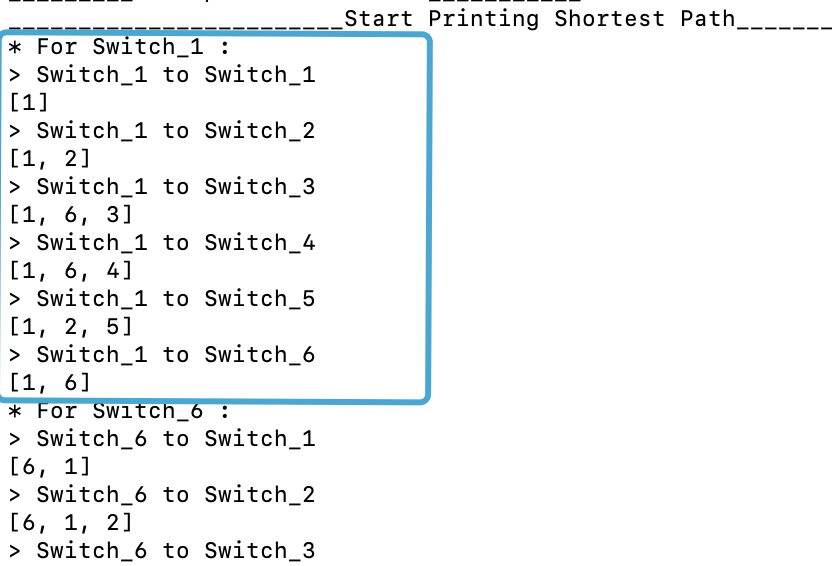 _________________________Start Printing Shortest Path_______
* For Switch_1 :
> Switch_1 to Switch_1
[1]
> Switch_1 to Switch_2
[1, 2]
> Switch_1 to Switch_3
[1, 6, 3]
> Switch_1 to Switch_4
[1, 6, 4]
> Switch_1 to Switch_5
[1, 2, 5]
> Switch_1 to Switch_6
[1, 6]
* For Switch_6 :
> Switch_6 to Switch_1
[6, 1]
> Switch_6 to Switch_2
[6, 1, 2]
> Switch_6 to Switch_3